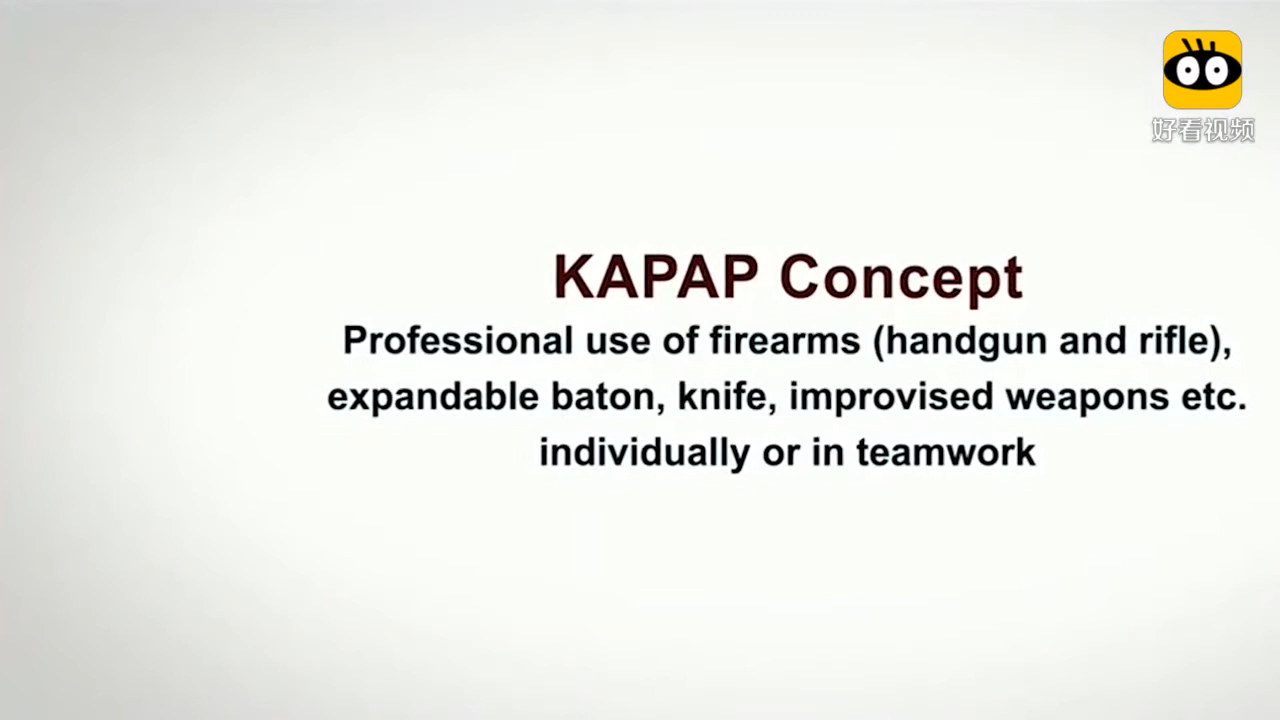 好看视频
KAPAP Concept
Professional use of firearms (handgun and rifle),
expandable baton, knife, improvised weapons etc.
individually or in teamwork